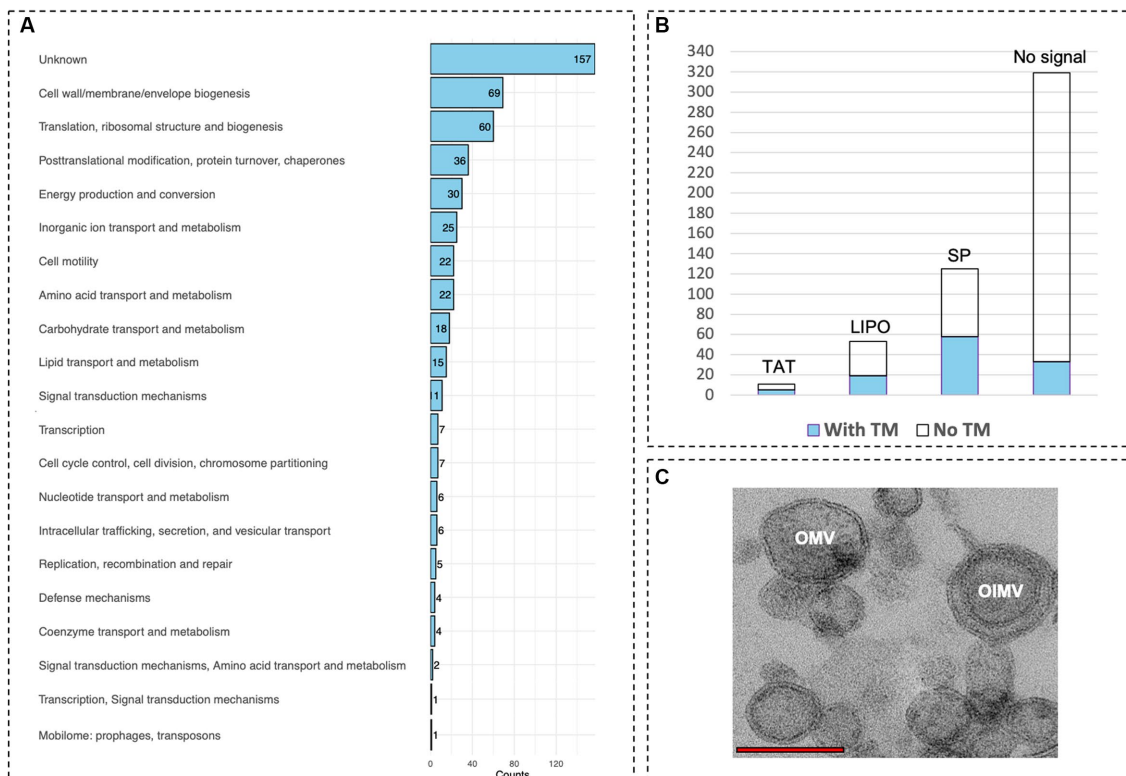 A
Unknown 157
Cell wall/membrane/envelope biogenesis 69
Translation, ribosomal structure and biogenesis 60
Posttranslational modification, protein turnover, chaperones 36
Energy production and conversion 30
Inorganic ion transport and metabolism 25
Cell motility 22
Amino acid transport and metabolism 22
Carbohydrate transport and metabolism 18
Lipid transport and metabolism 15
Signal transduction mechanisms 11
Transcription 7
Cell cycle control, cell division, chromosome partitioning 7
Nucleotide transport and metabolism 6
Intracellular trafficking, secretion, and vesicular transport 6
Replication, recombination and repair 5
Defense mechanisms 4
Coenzyme transport and metabolism 4
Signal transduction mechanisms, Amino acid transport and metabolism 2
Transcription, Signal transduction mechanisms 1
Mobilome: prophages, transposons 1
0 40 80 120
Counts
B
340
320
300
280
260
240
220
200
180
160
140
120
100
80
60
40
20
0
No signal
SP
LIPO
TAT
With TM No TM
C
OMV
OIMV